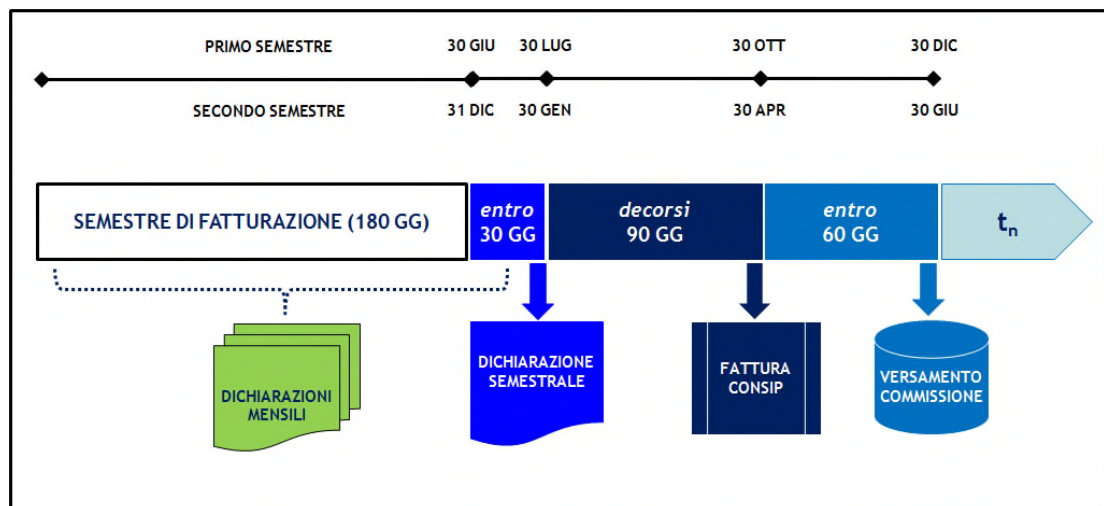 PRIMO SEMESTRE
30 GIU
30 LUG
30 OTT
30 DIC
SECONDO SEMESTRE
31 DIC
30 GEN
30 APR
30 GIU
SEMESTRE DI FATTURAZIONE (180 GG)
entro
30 GG
decorsi
90 GG
entro
60 GG
tn
DICHIARAZIONI
MENSILI
DICHIARAZIONE
SEMESTRALE
FATTURA
CONSIP
VERSAMENTO
COMMISSIONE